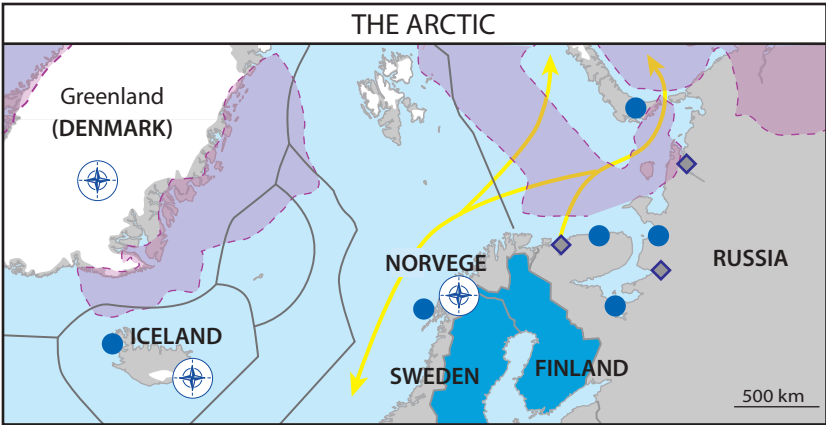 THE ARCTIC
Greenland
(DENMARK)
NORVEGE
RUSSIA
ICELAND
SWEDEN
FINLAND
500 km